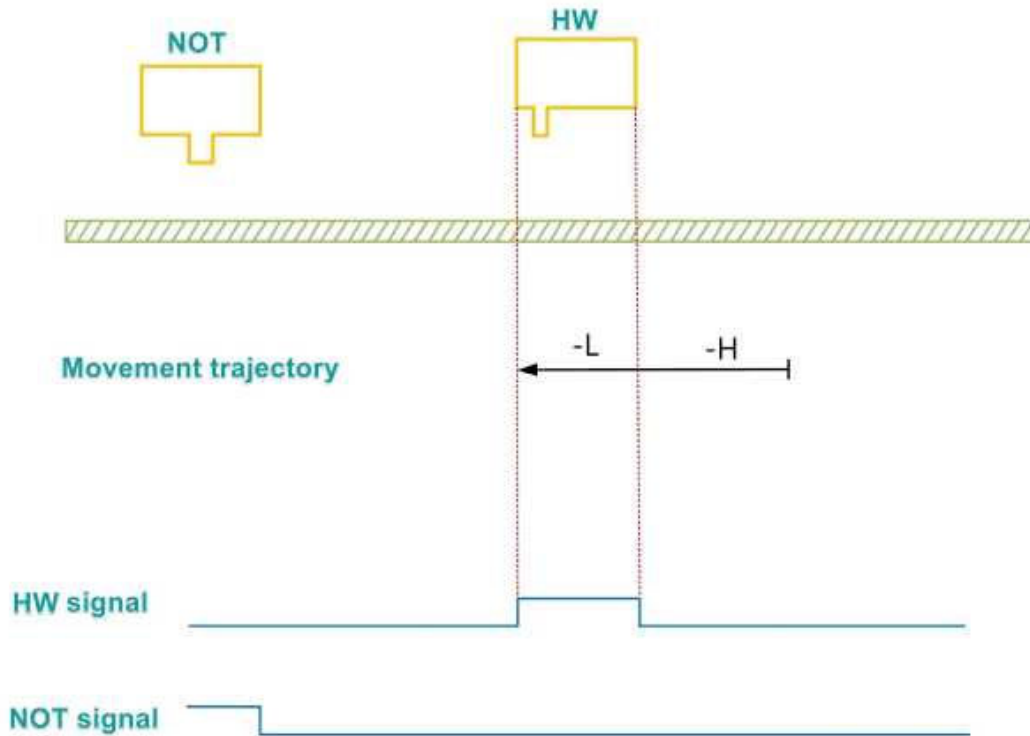 HW
NOT
-L
-H
Movement trajectory
HW signal
NOT signal